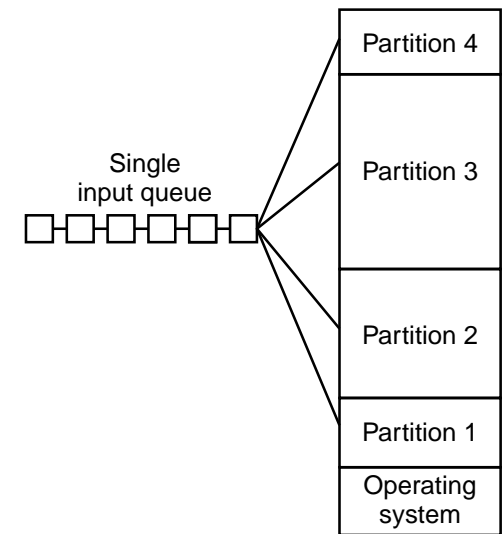 Partition 4
Partition 3
Single
input queue
Partition 2
Partition 1
Operating
system